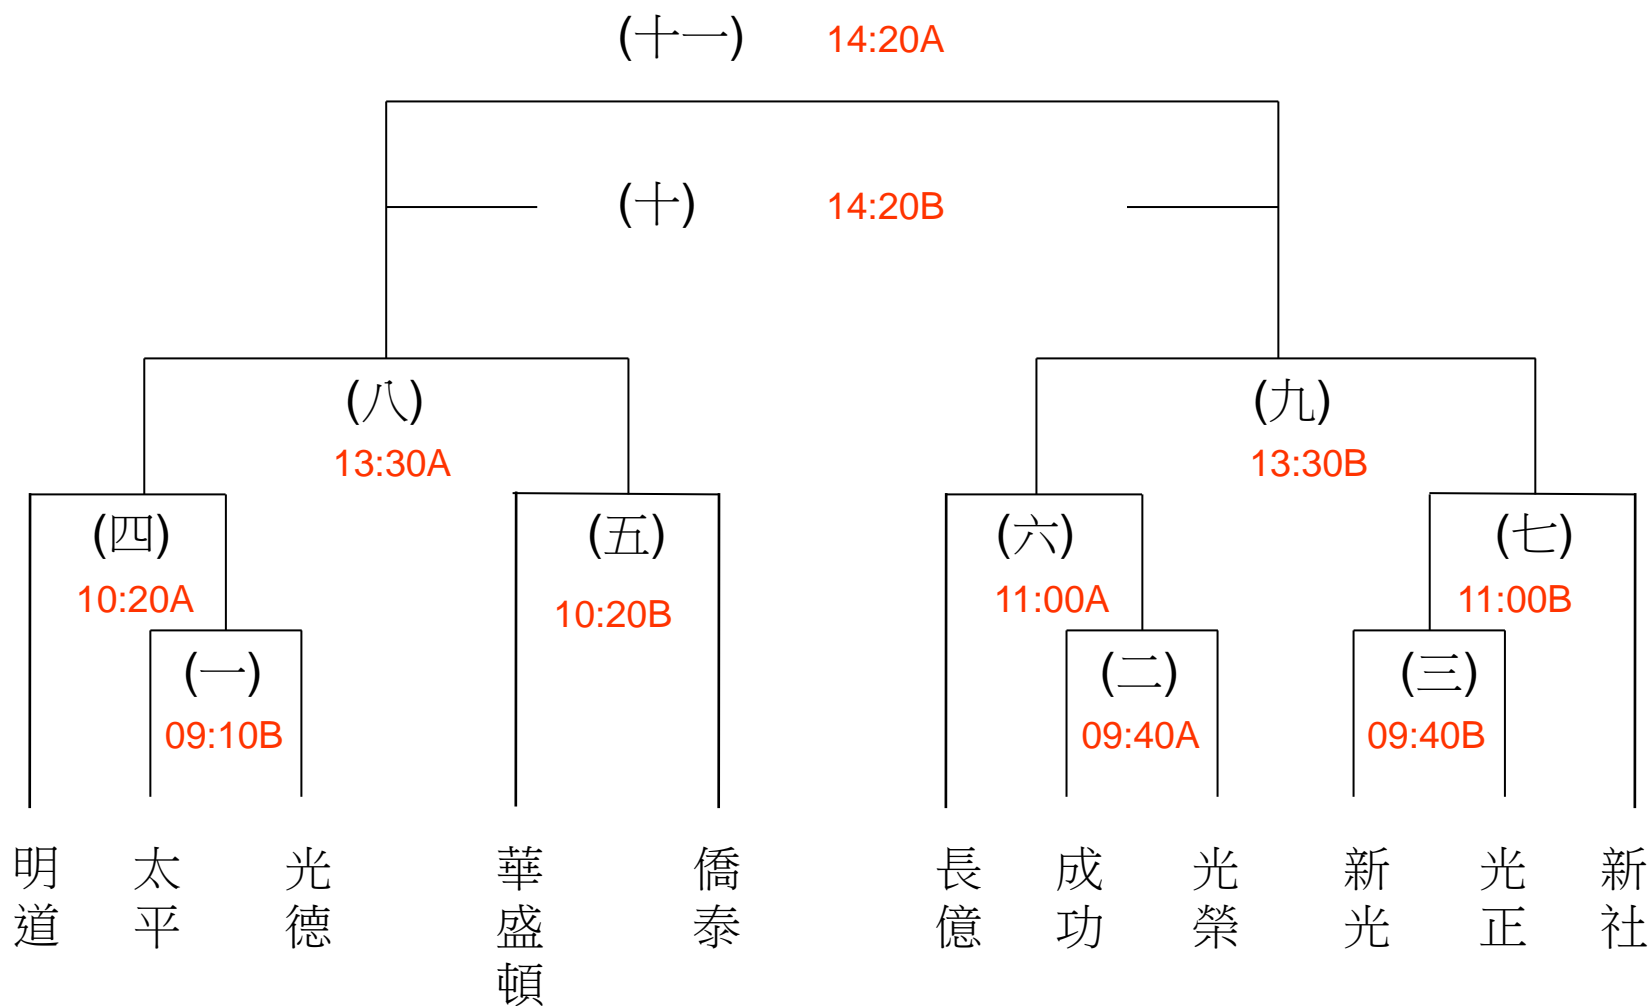 (十一) 14:20A
(十) 14:20B
(八) (九)
13:30A 13:30B
(四) (五) (六) (七)
10:20A 10:20B 11:00A 11:00B
(一) (二) (三)
09:10B 09:40A 09:40B
明道 太平 光德 華盛頓 僑泰 長億 成功 光榮 新光 光正 新社